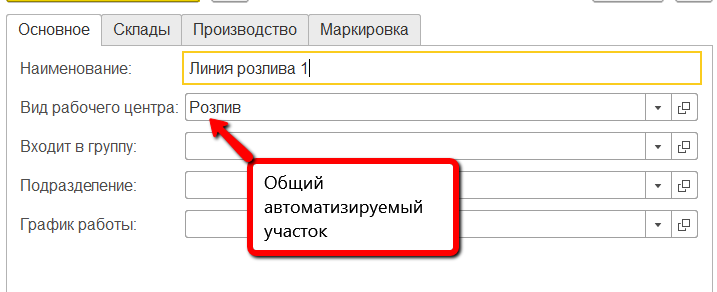 Основное Склады Производство Маркировка
Наименование: Линия розлива 1
Вид рабочего центра: Розлив
Входит в группу:
Подразделение:
График работы:
Общий
автоматизируемый
участок